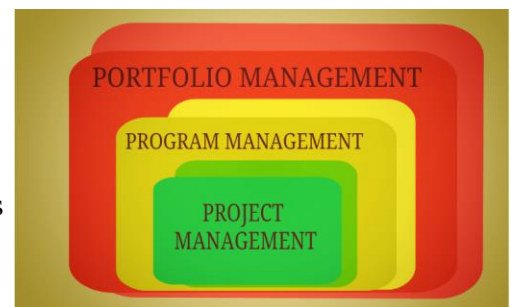 PORTFOLIO MANAGEMENT
PROGRAM MANAGEMENT
s
PROJECT
MANAGEMENT